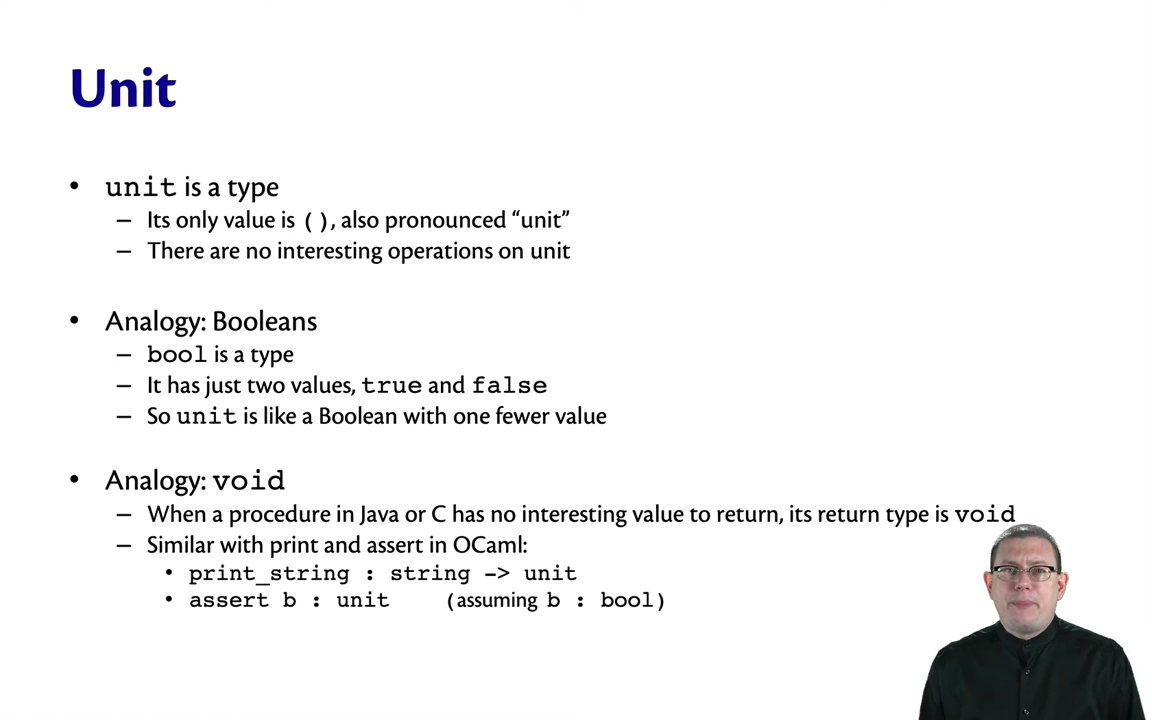 Unit
• unit is a type
– Its only value is (), also pronounced “unit”
– There are no interesting operations on unit
• Analogy: Booleans
– bool is a type
– It has just two values, true and false
– So unit is like a Boolean with one fewer value
• Analogy: void
– When a procedure in Java or C has no interesting value to return, its return type is void
– Similar with print and assert in OCaml:
• print_string : string -> unit
• assert b : unit (assuming b : bool)